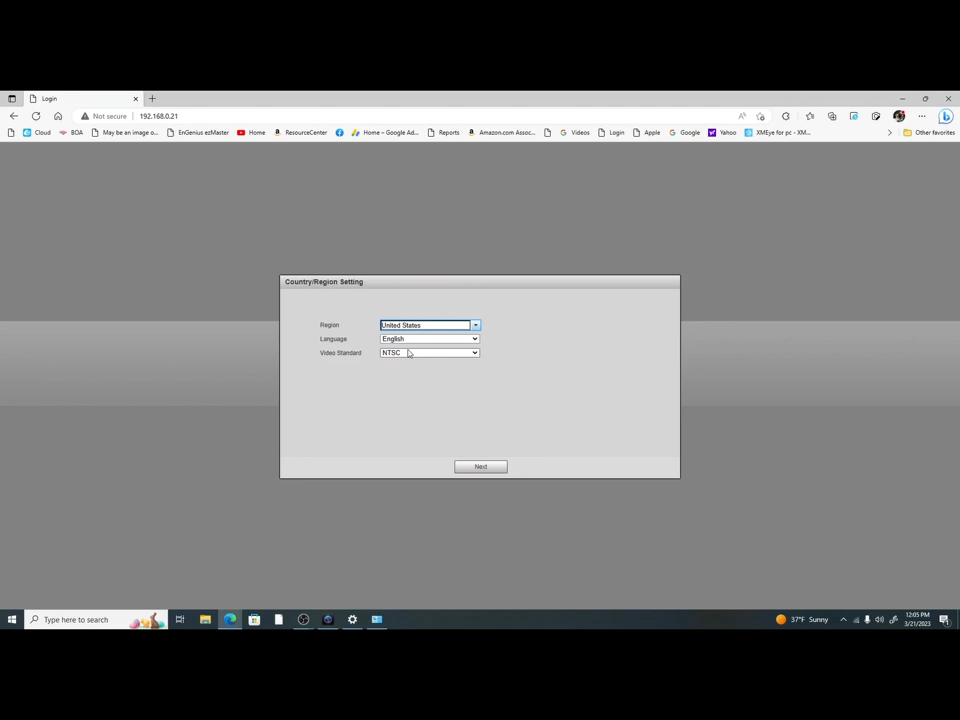 Login
Not secure
192.168.0.21
Cloud BOA May be an image o... EnGenius ezMaster Home ResourceCenter Home – Google Ad... Reports Amazon.com Assoc... Videos Login Apple Google Yahoo XMEye for pc - XM... Other favorites
Country/Region Setting
Region United States
Language English
Video Standard NTSC
Next
Type here to search
37°F Sunny
12:05 PM
3/21/2023